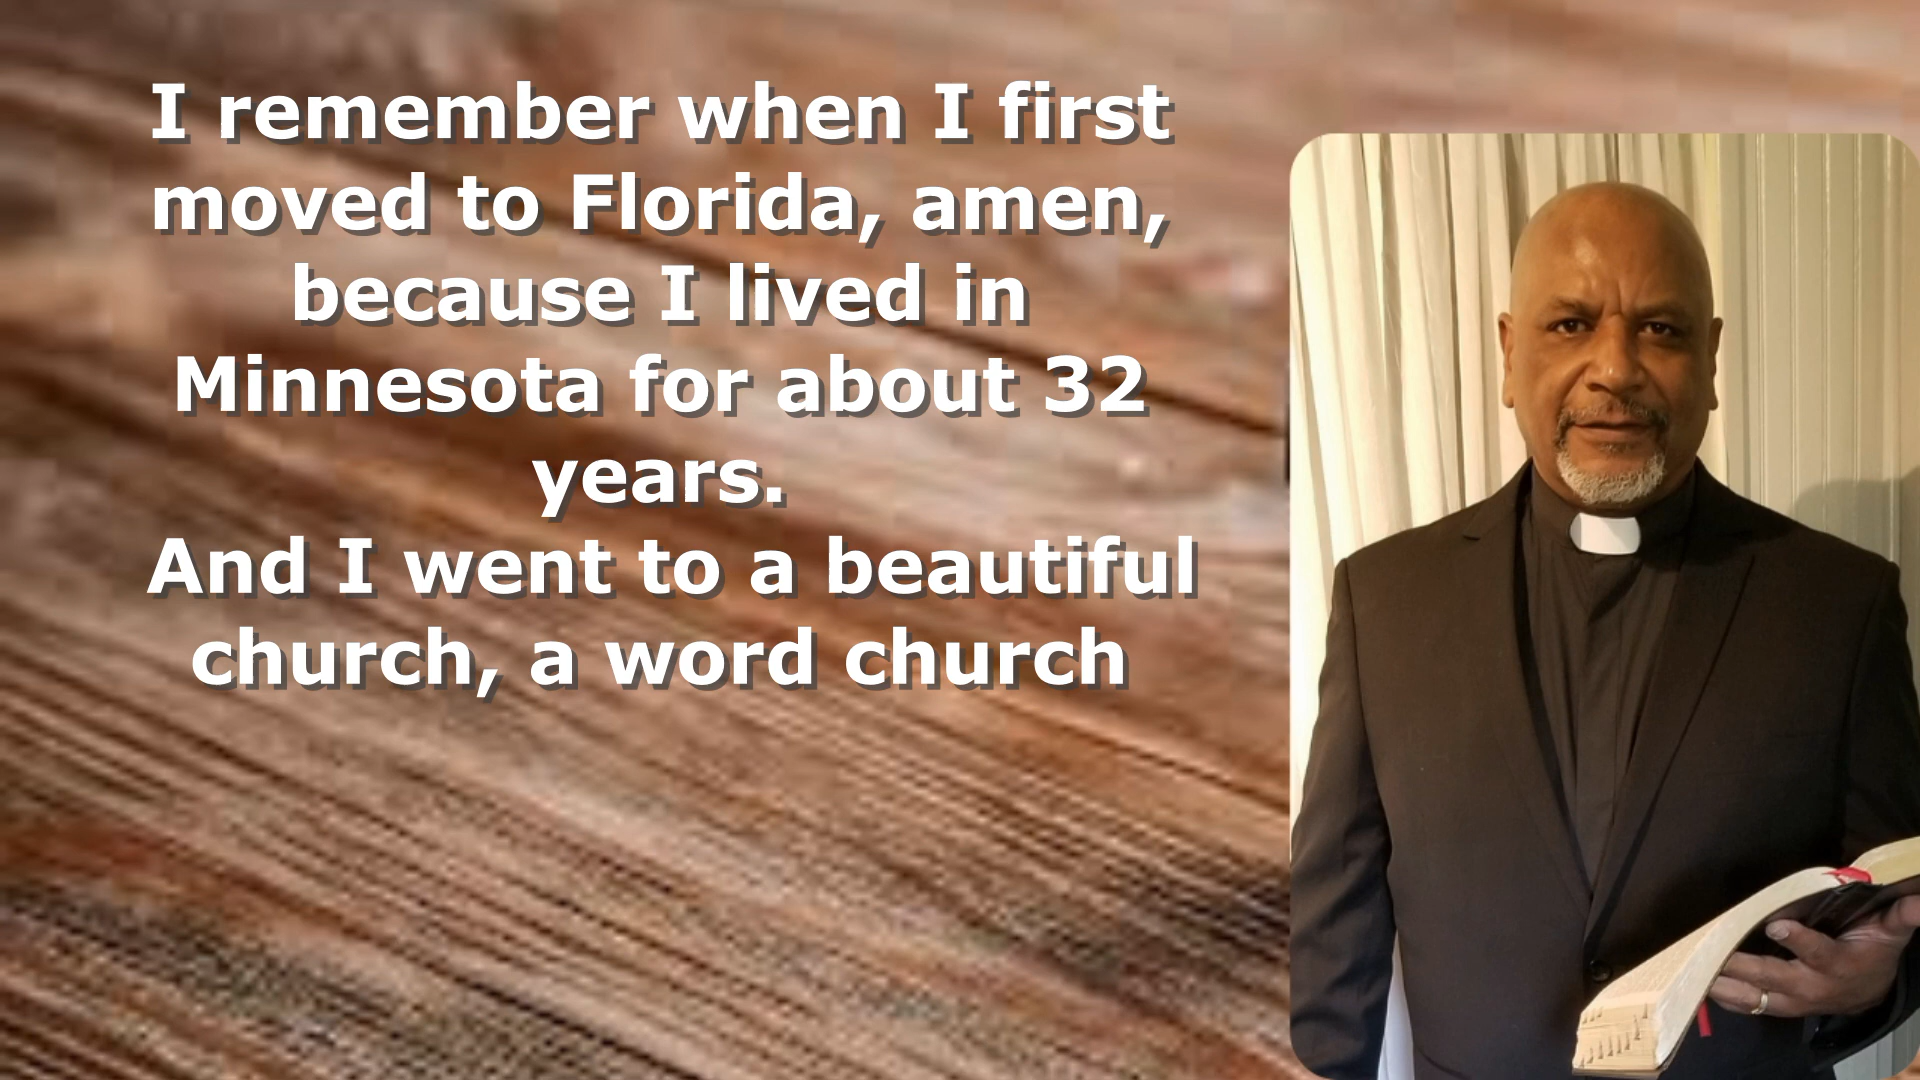 I remember when I first
moved to Florida, amen,
because I lived in
Minnesota for about 32
years.
And I went to a beautiful
church, a word church